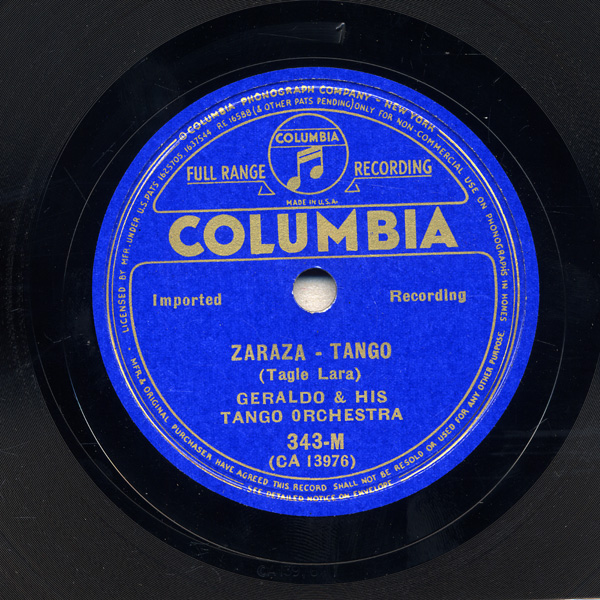 © COLUMBIA PHONOGRAPH COMPANY - NEW YORK
LICENSED BY MFR. UNDER U.S. PATS 1625705, 1637544 RE 16588 (& OTHER PATS PENDING) ONLY FOR NON-COMMERCIAL USE ON PHONOGRAPHS IN HOMES
COLUMBIA
FULL RANGE RECORDING
MADE IN U.S.A.
COLUMBIA
Imported Recording
ZARAZA - TANGO
(Tagle Lara)
GERALDO & HIS
TANGO ORCHESTRA
343-M
(CA 13976)
MFR. & ORIGINAL PURCHASER HAVE AGREED THIS RECORD SHALL NOT BE RESOLD OR USED FOR ANY OTHER PURPOSE
SEE DETAILED NOTICE ON ENVELOPE